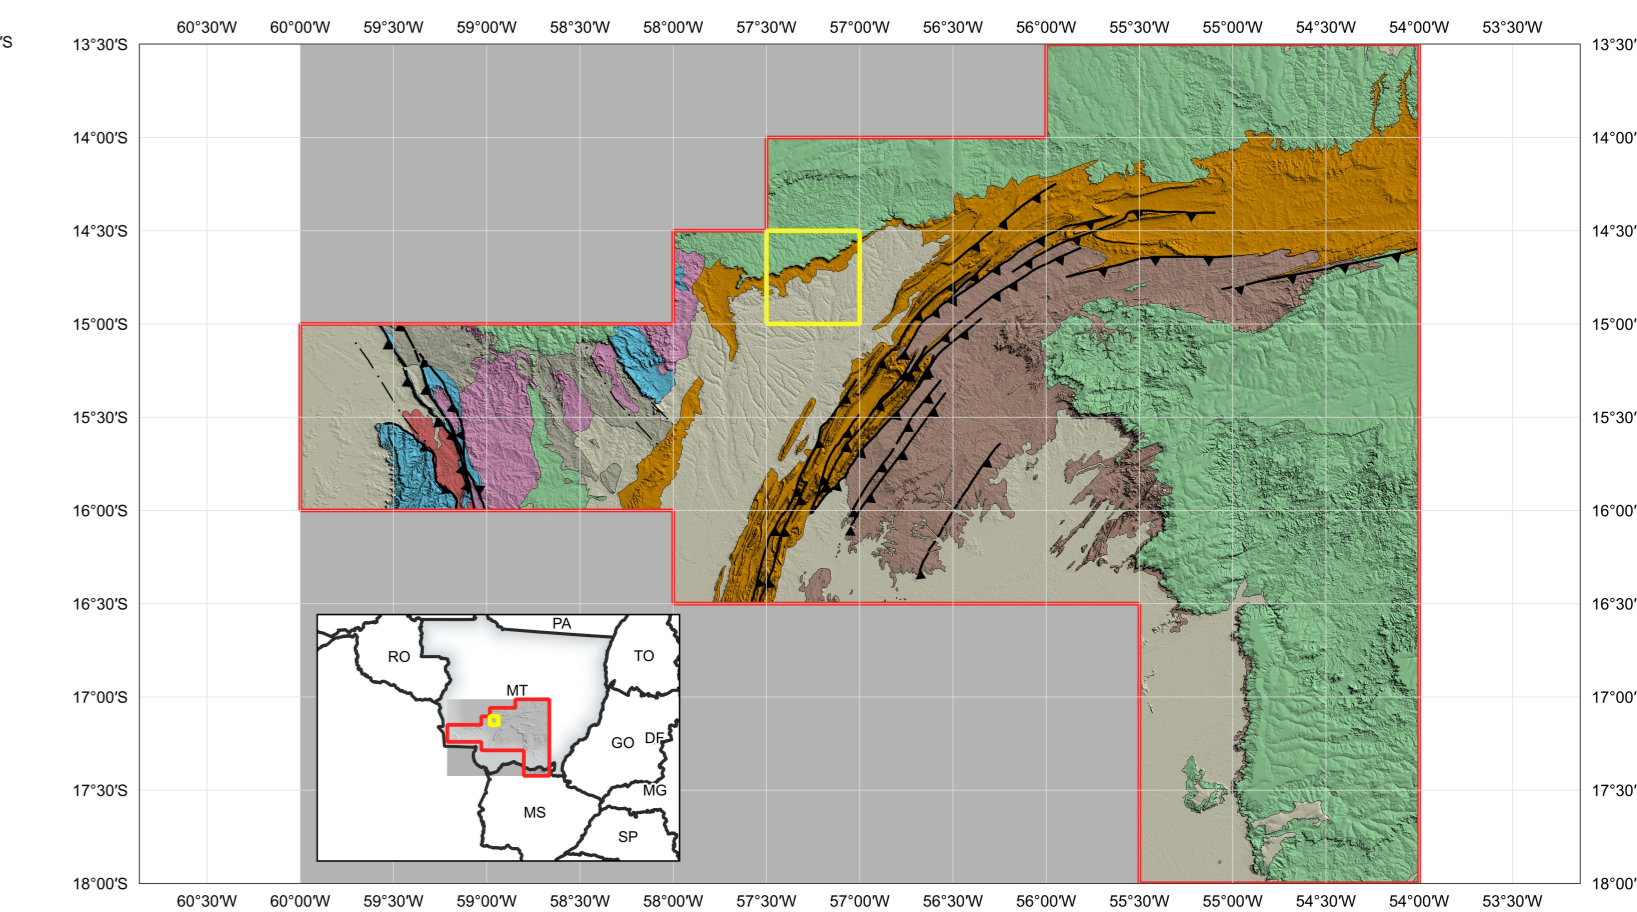 60°30′W 60°00′W 59°30′W 59°00′W 58°30′W 58°00′W 57°30′W 57°00′W 56°30′W 56°00′W 55°30′W 55°00′W 54°30′W 54°00′W 53°30′W
′S
13°30′S 13°30′
14°00′S 14°00′
14°30′S 14°30′
15°00′S 15°00′
15°30′S 15°30′
16°00′S 16°00′
16°30′S 16°30′
PA
RO
TO
MT
17°00′S 17°00′
GO
DF
17°30′S 17°30′
MG
MS
SP
18°00′S 18°00′
60°30′W 60°00′W 59°30′W 59°00′W 58°30′W 58°00′W 57°30′W 57°00′W 56°30′W 56°00′W 55°30′W 55°00′W 54°30′W 54°00′W 53°30′W